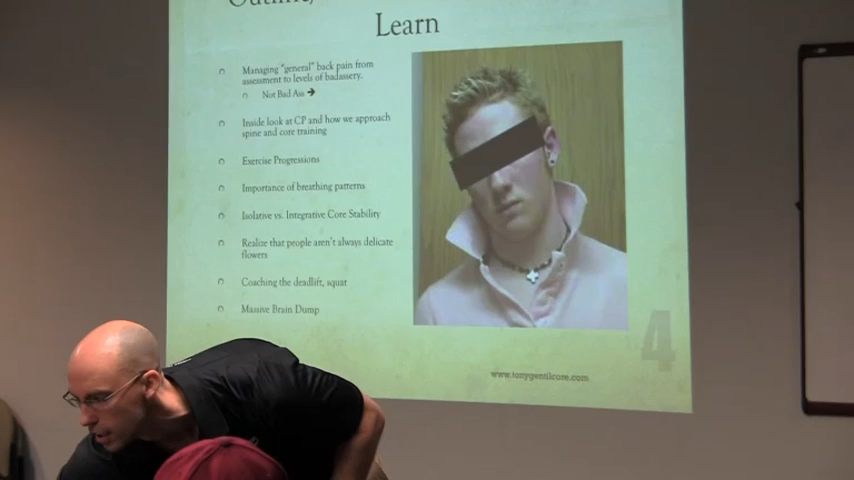 Learn
Managing "general" back pain from
assessment to levels of badassery.
Not Bad Ass →
Inside look at CP and how we approach
spine and core training
Exercise Progressions
Importance of breathing patterns
Isolative vs. Integrative Core Stability
Realize that people aren't always delicate
flowers
Coaching the deadlift, squat
Massive Brain Dump
4
www.tonygentilcore.com